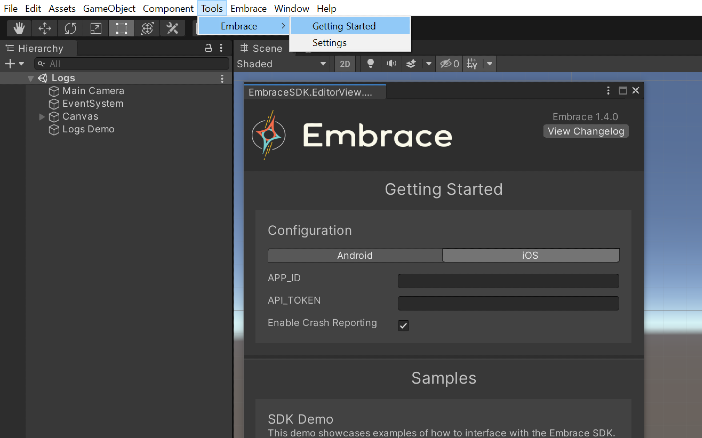 File Edit Assets GameObject Component Tools Embrace Window Help
Embrace
Getting Started
Settings
Hierarchy
All
Logs
Main Camera
EventSystem
Canvas
Logs Demo
Scene
Shaded
2D
0
EmbraceSDK.EditorView....
Embrace
Embrace 1.4.0
View Changelog
Getting Started
Configuration
Android
iOS
APP_ID
API_TOKEN
Enable Crash Reporting
Samples
SDK Demo
This demo showcases examples of how to interface with the Embrace SDK.